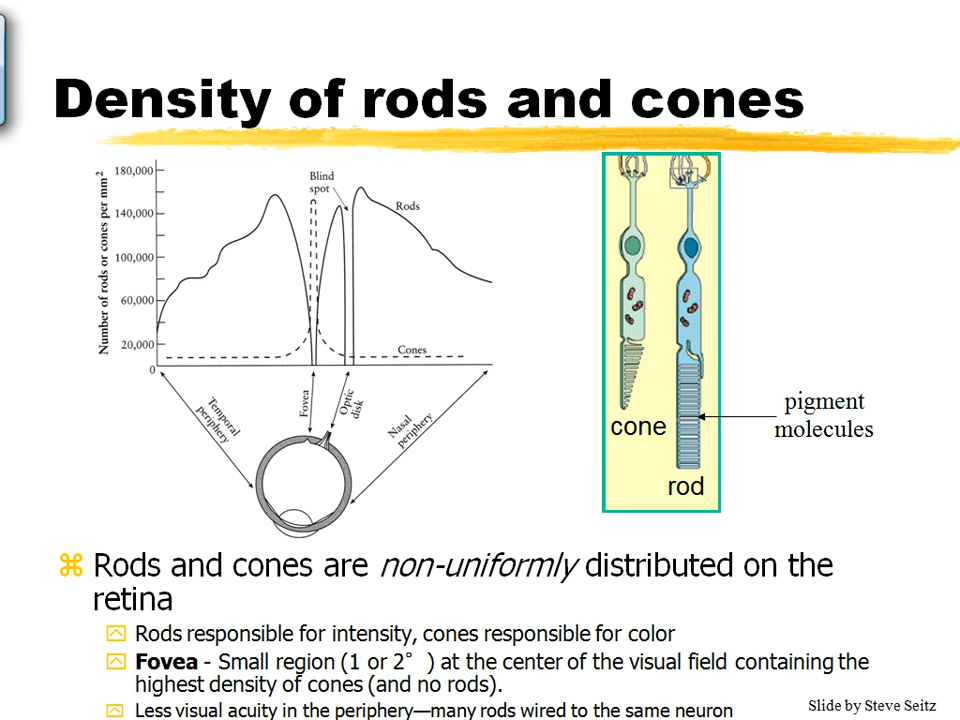 Density of rods and cones
Number of rods or cones per mm²
180,000
140,000
100,000
60,000
20,000
0
Blind
spot
Rods
Cones
Temporal
periphery
Fovea
Optic
disk
Nasal
periphery
cone
rod
pigment
molecules
Rods and cones are non-uniformly distributed on the
retina
Rods responsible for intensity, cones responsible for color
Fovea - Small region (1 or 2° ) at the center of the visual field containing the
highest density of cones (and no rods).
Less visual acuity in the periphery—many rods wired to the same neuron
Slide by Steve Seitz